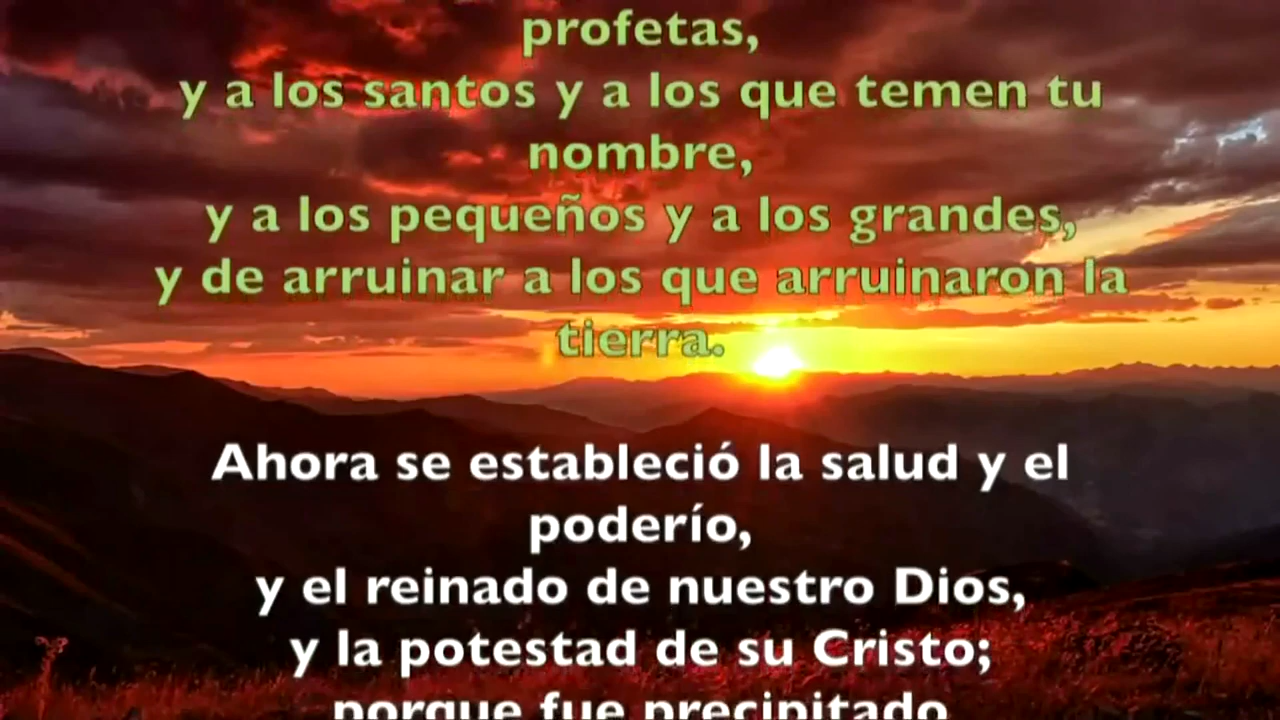 profetas,
y a los santos y a los que temen tu
nombre,
y a los pequeños y a los grandes,
y de arruinar a los que arruinaron la
tierra.
Ahora se estableció la salud y el
poderío,
y el reinado de nuestro Dios,
y la potestad de su Cristo;
porque fue precipitado